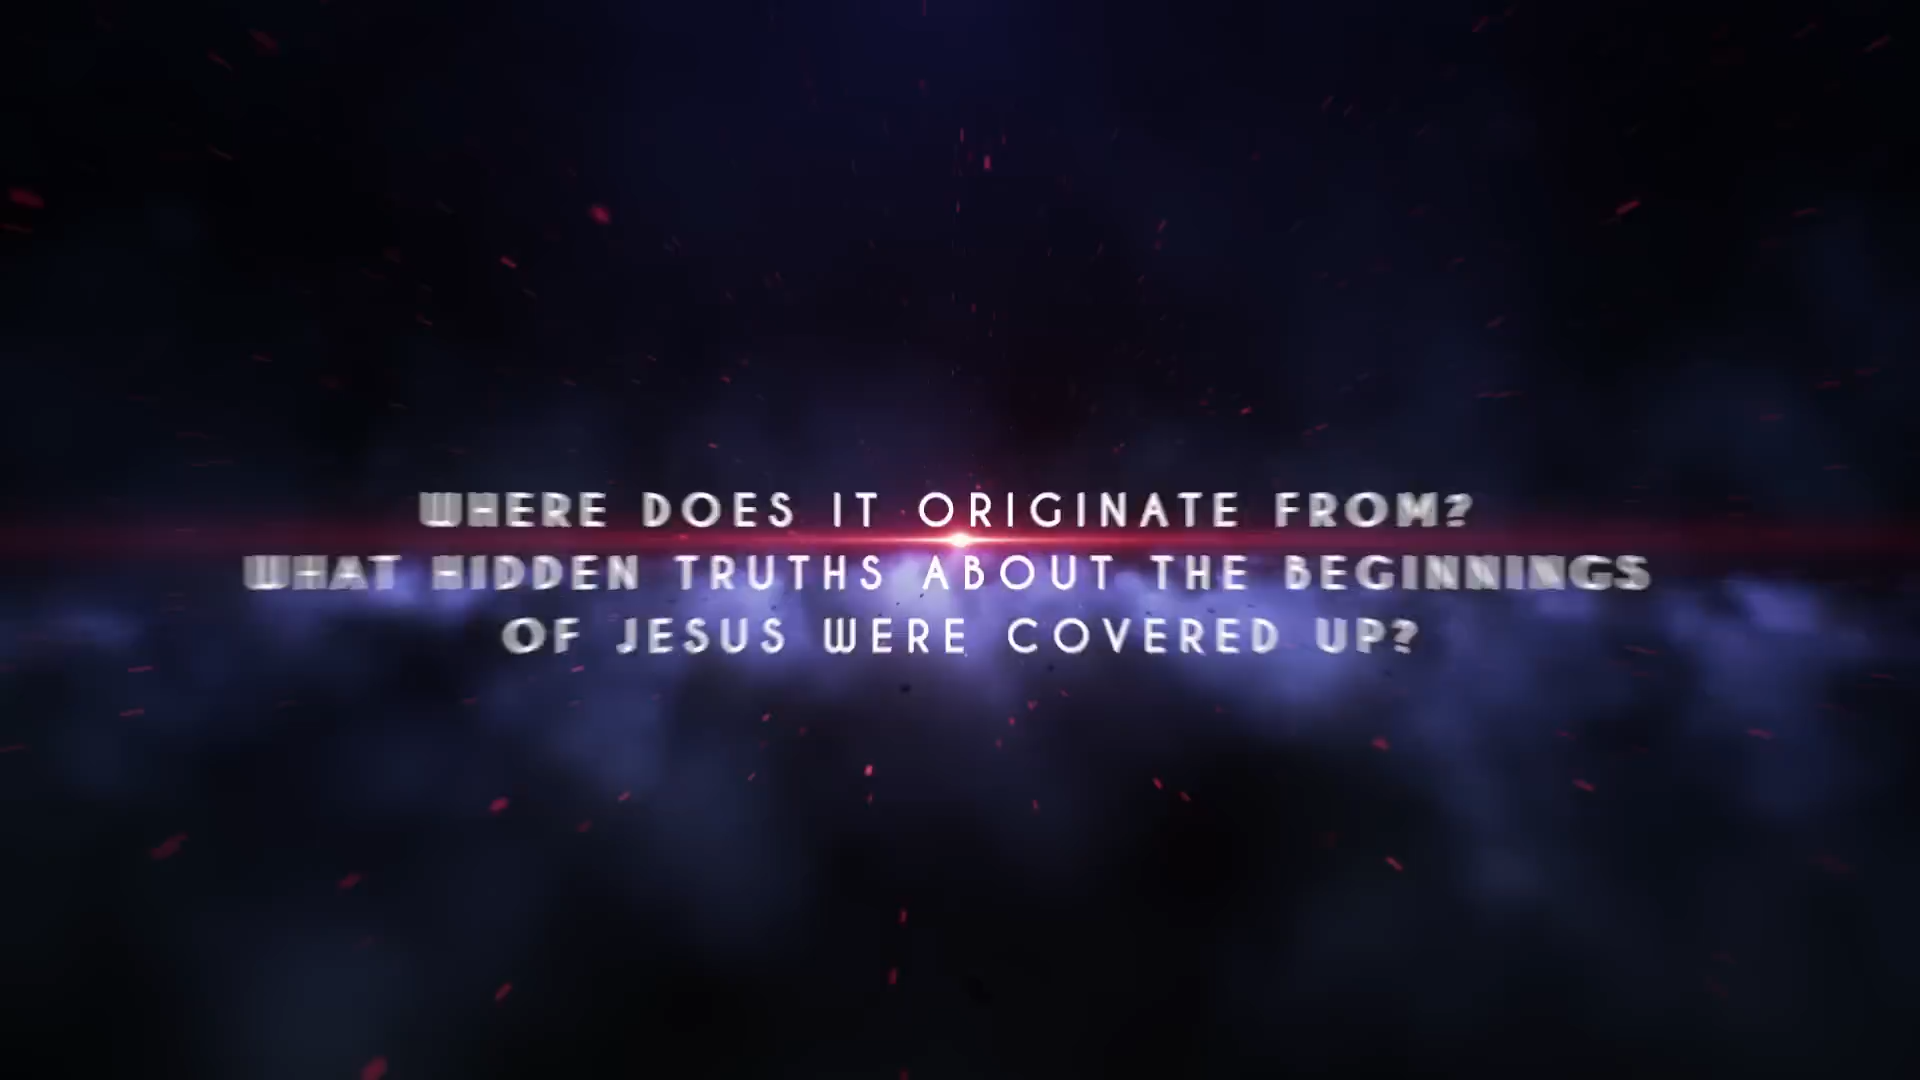 WHERE DOES IT ORIGINATE FROM?
WHAT HIDDEN TRUTHS ABOUT THE BEGINNINGS
OF JESUS WERE COVERED UP?